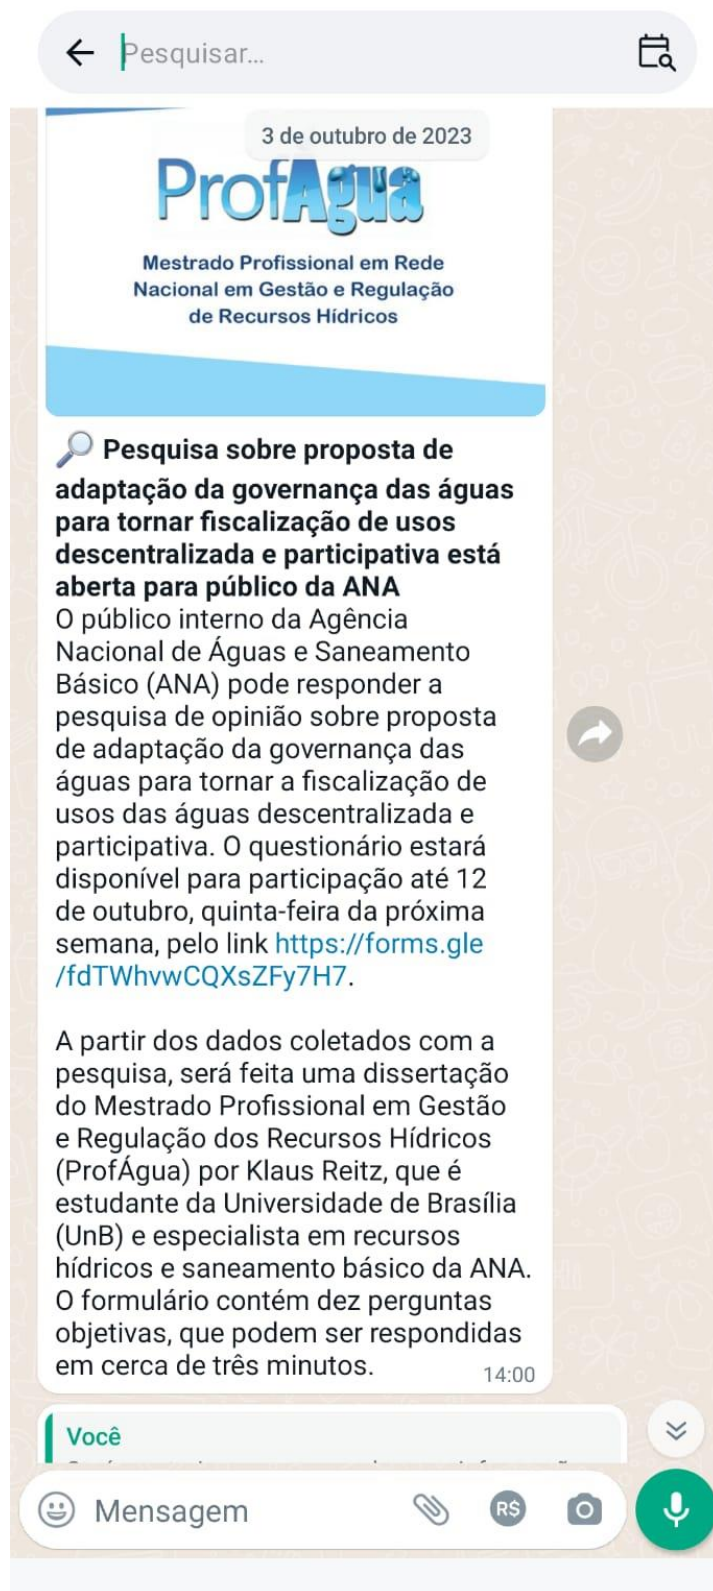 Pesquisar...
3 de outubro de 2023
ProfÁgua
Mestrado Profissional em Rede
Nacional em Gestão e Regulação
de Recursos Hídricos
🔎 Pesquisa sobre proposta de
adaptação da governança das águas
para tornar fiscalização de usos
descentralizada e participativa está
aberta para público da ANA
O público interno da Agência
Nacional de Águas e Saneamento
Básico (ANA) pode responder a
pesquisa de opinião sobre proposta
de adaptação da governança das
águas para tornar a fiscalização de
usos das águas descentralizada e
participativa. O questionário estará
disponível para participação até 12
de outubro, quinta-feira da próxima
semana, pelo link https://forms.gle
/fdTWhvwCQXsZFy7H7.
A partir dos dados coletados com a
pesquisa, será feita uma dissertação
do Mestrado Profissional em Gestão
e Regulação dos Recursos Hídricos
(ProfÁgua) por Klaus Reitz, que é
estudante da Universidade de Brasília
(UnB) e especialista em recursos
hídricos e saneamento básico da ANA.
O formulário contém dez perguntas
objetivas, que podem ser respondidas
em cerca de três minutos.
14:00
Você
Mensagem
R$